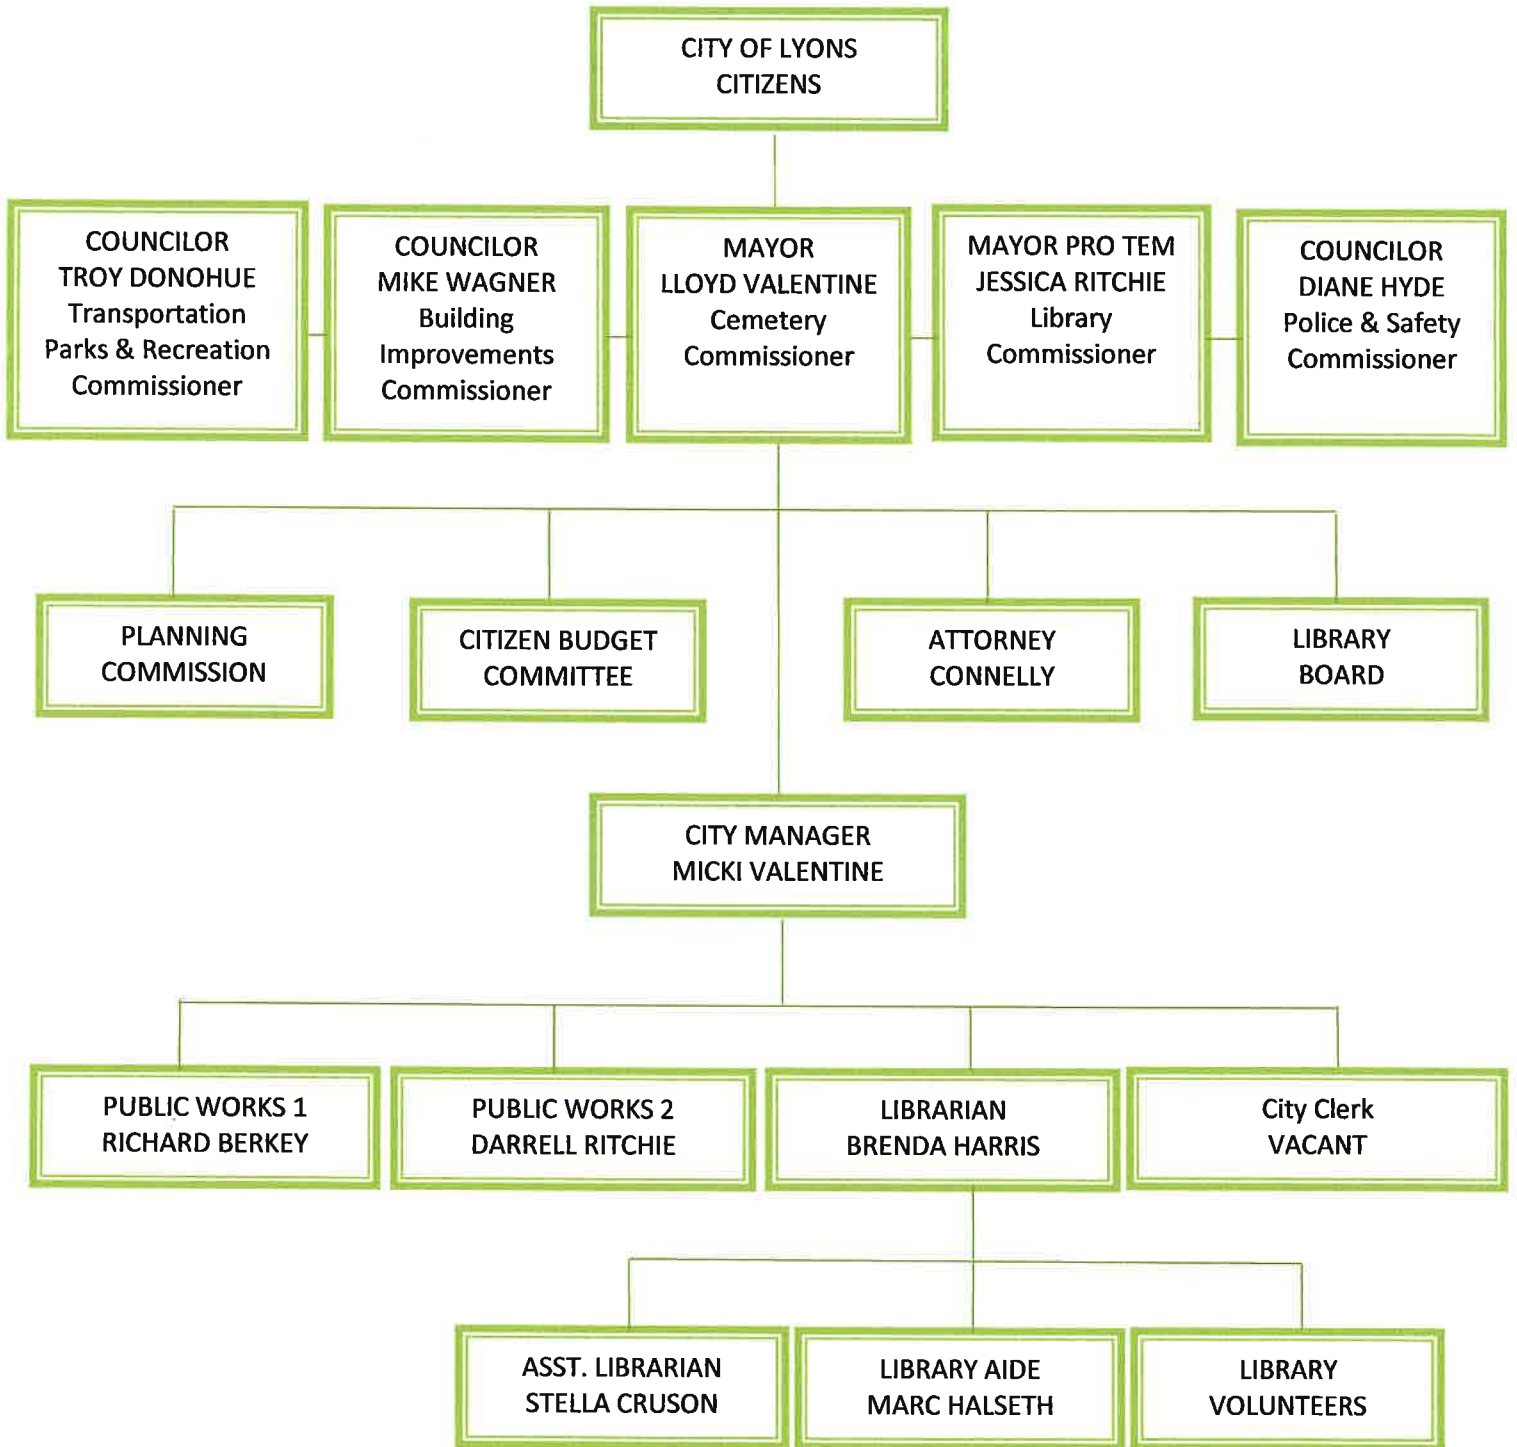 CITY OF LYONS
CITIZENS
COUNCILOR
TROY DONOHUE
Transportation
Parks & Recreation
Commissioner
COUNCILOR
MIKE WAGNER
Building
Improvements
Commissioner
MAYOR
LLOYD VALENTINE
Cemetery
Commissioner
MAYOR PRO TEM
JESSICA RITCHIE
Library
Commissioner
COUNCILOR
DIANE HYDE
Police & Safety
Commissioner
PLANNING
COMMISSION
CITIZEN BUDGET
COMMITTEE
ATTORNEY
CONNELLY
LIBRARY
BOARD
CITY MANAGER
MICKI VALENTINE
PUBLIC WORKS 1
RICHARD BERKEY
PUBLIC WORKS 2
DARRELL RITCHIE
LIBRARIAN
BRENDA HARRIS
City Clerk
VACANT
ASST. LIBRARIAN
STELLA CRUSON
LIBRARY AIDE
MARC HALSETH
LIBRARY
VOLUNTEERS